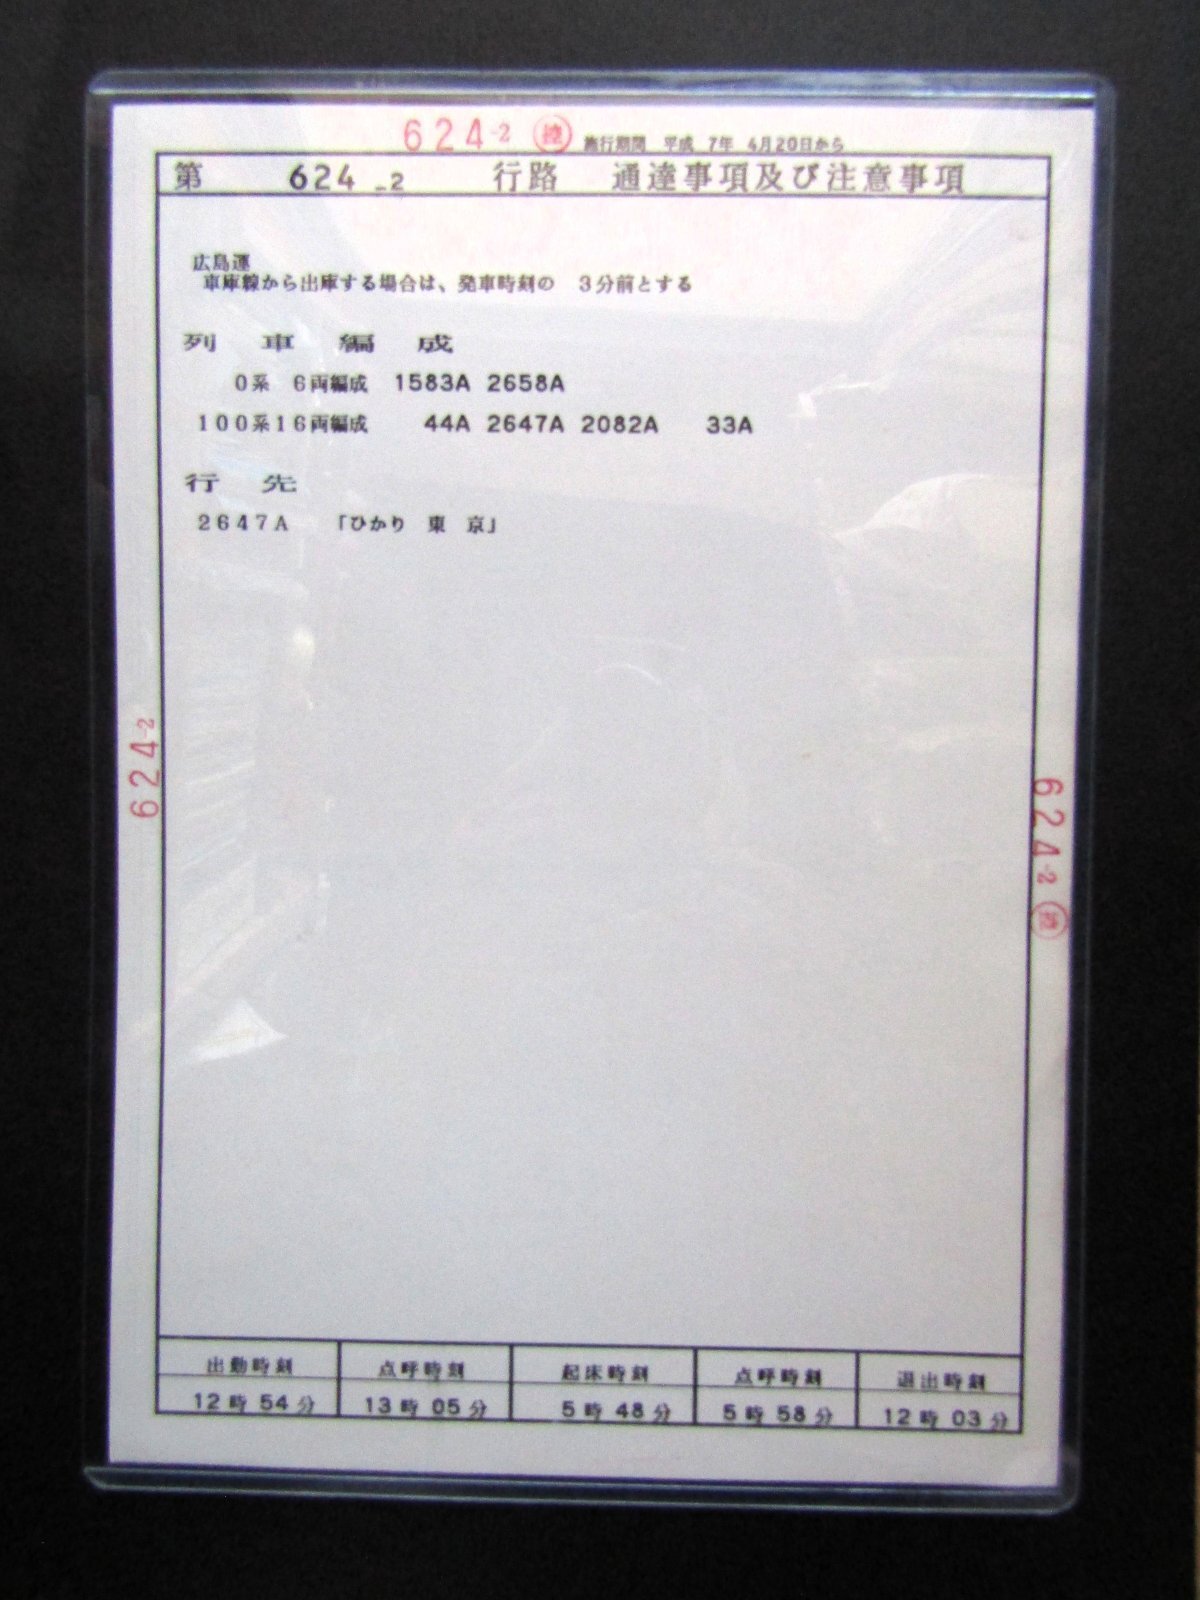 624-2 施行期間 平成 7年 4月20日から
第 624 -2 行路 通達事項及び注意事項
広島運
車庫線から出庫する場合は、発車時刻の 3分前とする
列 車 編 成
0系 6両編成 1583A 2658A
100系16両編成 44A 2647A 2082A 33A
行 先
2647A 「ひかり 東 京」
624-2
624-2
出勤時刻 点呼時刻 起床時刻 点呼時刻 退出時刻
12時 54分 13時 05分 5時 48分 5時 58分 12時 03分